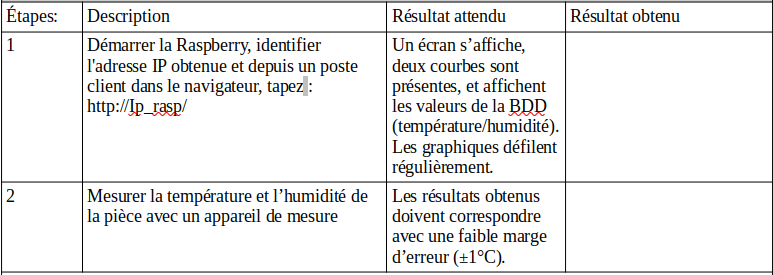 Étapes: Description Résultat attendu Résultat obtenu
1 Démarrer la Raspberry, identifier
l'adresse IP obtenue et depuis un poste
client dans le navigateur, tapez :
http://Ip_rasp/
Un écran s’affiche,
deux courbes sont
présentes, et affichent
les valeurs de la BDD
(température/humidité).
Les graphiques défilent
régulièrement.
2 Mesurer la température et l’humidité de
la pièce avec un appareil de mesure
Les résultats obtenus
doivent correspondre
avec une faible marge
d’erreur (±1°C).